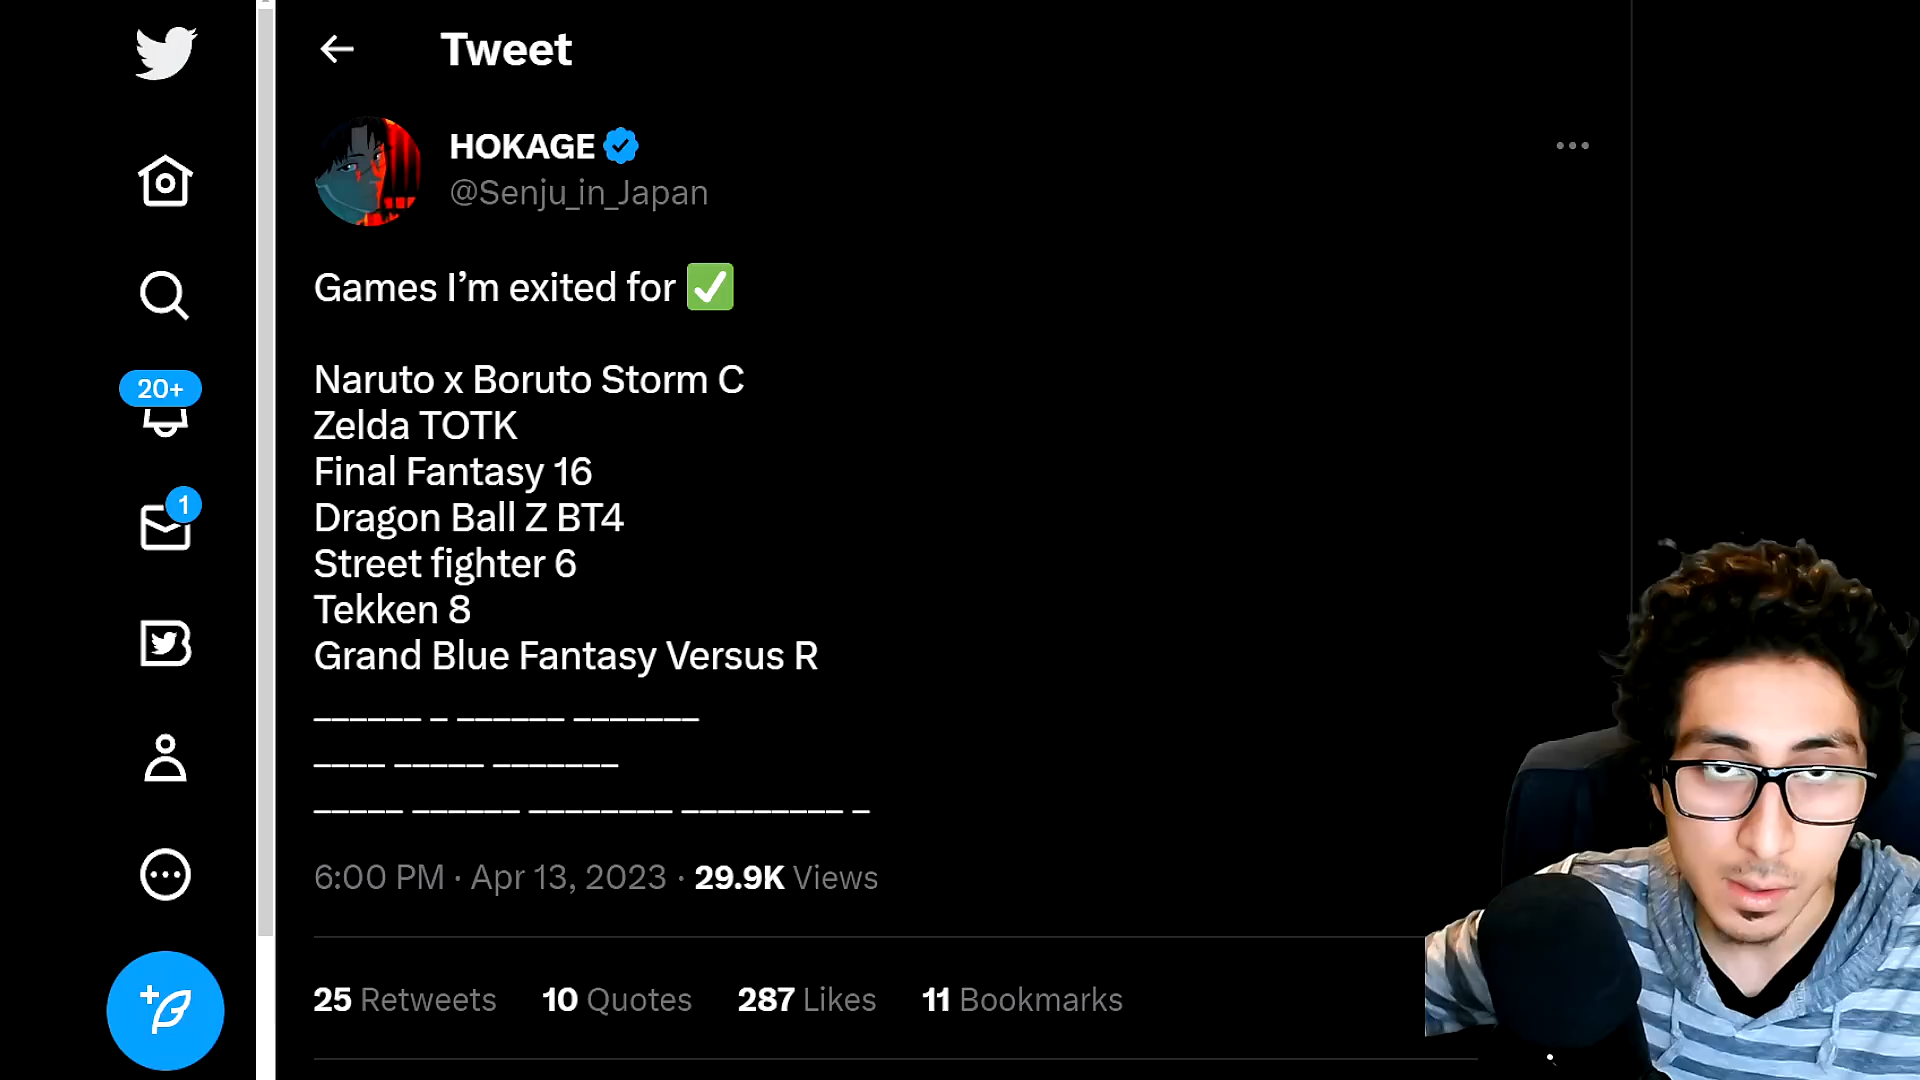 Tweet
HOKAGE
@Senju_in_Japan
Games I’m exited for ✅
Naruto x Boruto Storm C
Zelda TOTK
Final Fantasy 16
Dragon Ball Z BT4
Street fighter 6
Tekken 8
Grand Blue Fantasy Versus R
______ _ ______ _______
____ _____ _______
_____ ______ ________ _________ _
6:00 PM · Apr 13, 2023 · 29.9K Views
25 Retweets 10 Quotes 287 Likes 11 Bookmarks
20+
1